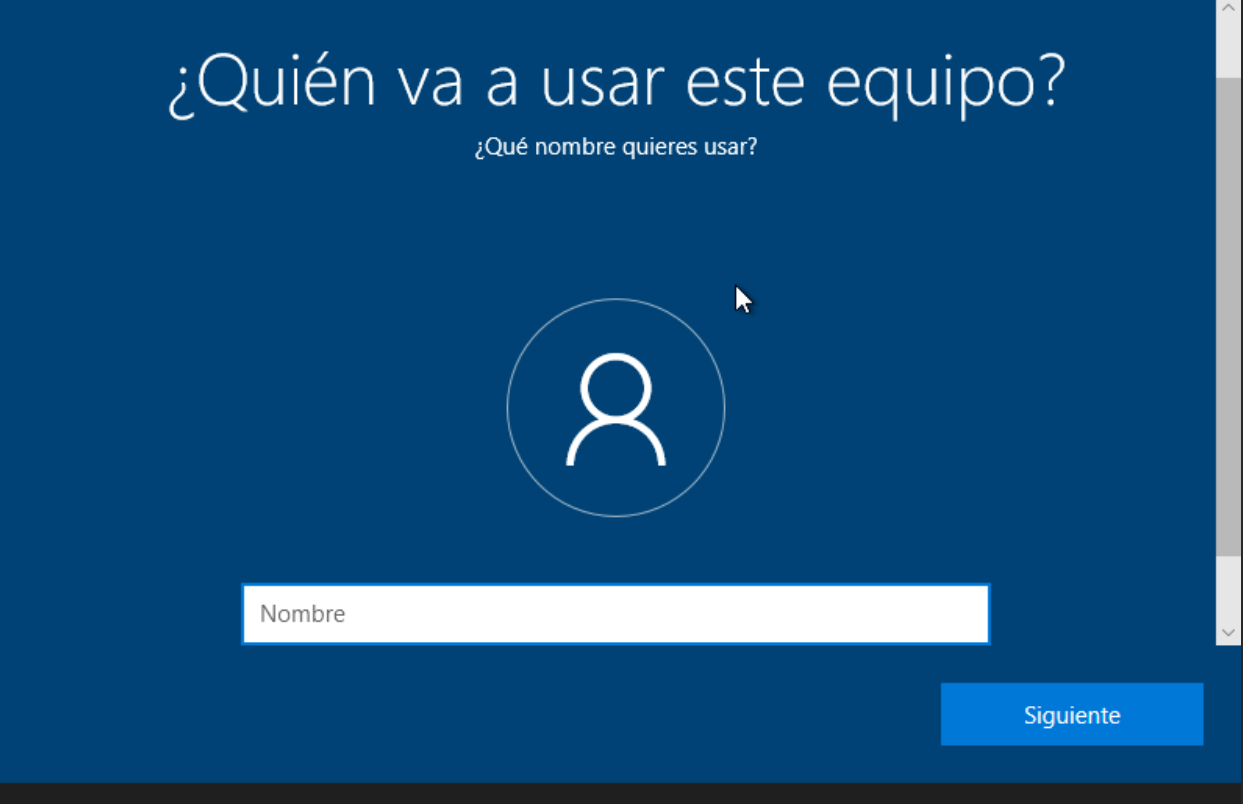 ¿Quién va a usar este equipo?
¿Qué nombre quieres usar?
Nombre
Siguiente